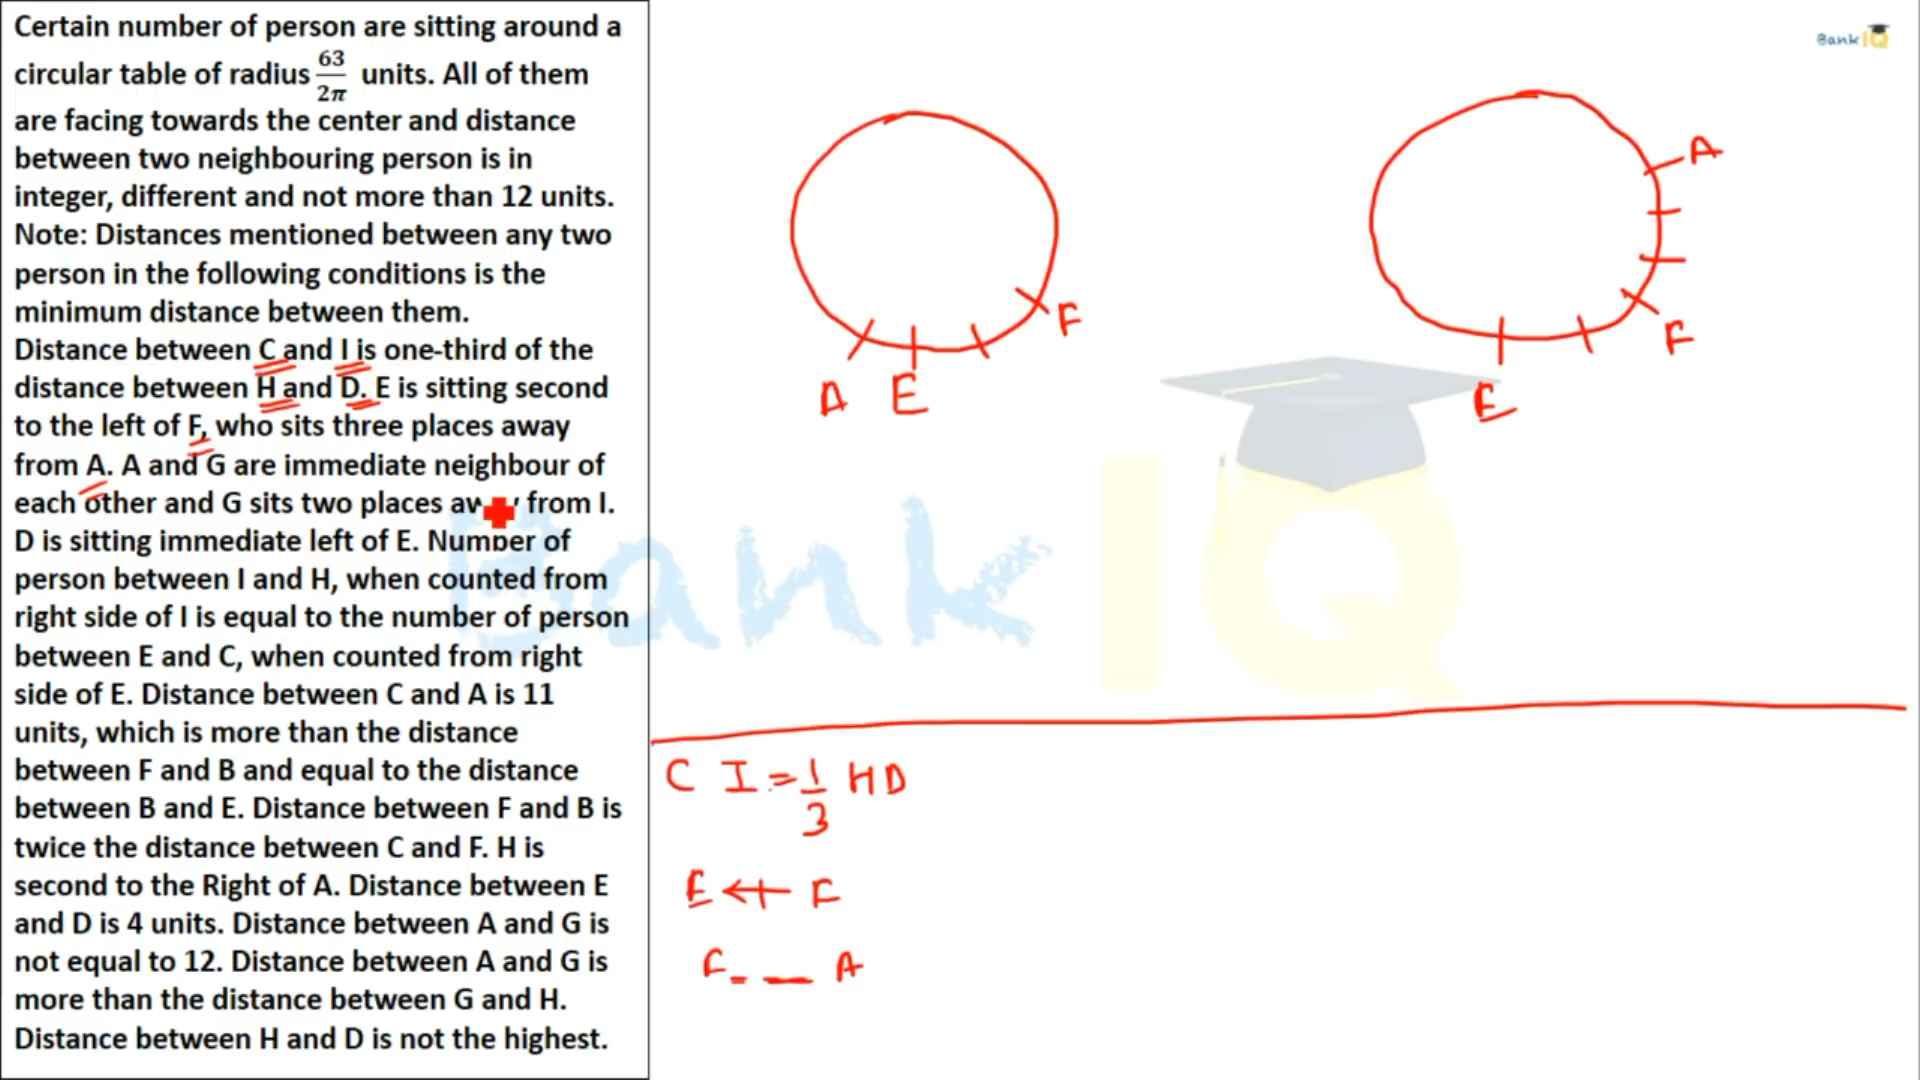 Certain number of person are sitting around a
circular table of radius 63/2π units. All of them
are facing towards the center and distance
between two neighbouring person is in
integer, different and not more than 12 units.
Note: Distances mentioned between any two
person in the following conditions is the
minimum distance between them.
Distance between C and I is one-third of the
distance between H and D. E is sitting second
to the left of F, who sits three places away
from A. A and G are immediate neighbour of
each other and G sits two places from I.
D is sitting immediate left of E. Number of
person between I and H, when counted from
right side of I is equal to the number of person
between E and C, when counted from right
side of E. Distance between C and A is 11
units, which is more than the distance
between F and B and equal to the distance
between B and E. Distance between F and B is
twice the distance between C and F. H is
second to the Right of A. Distance between E
and D is 4 units. Distance between A and G is
not equal to 12. Distance between A and G is
more than the distance between G and H.
Distance between H and D is not the highest.
Bank IQ
A E F
A
F
E
Bank IQ
C I = 1/3 H D
E ← F
F _ _ A